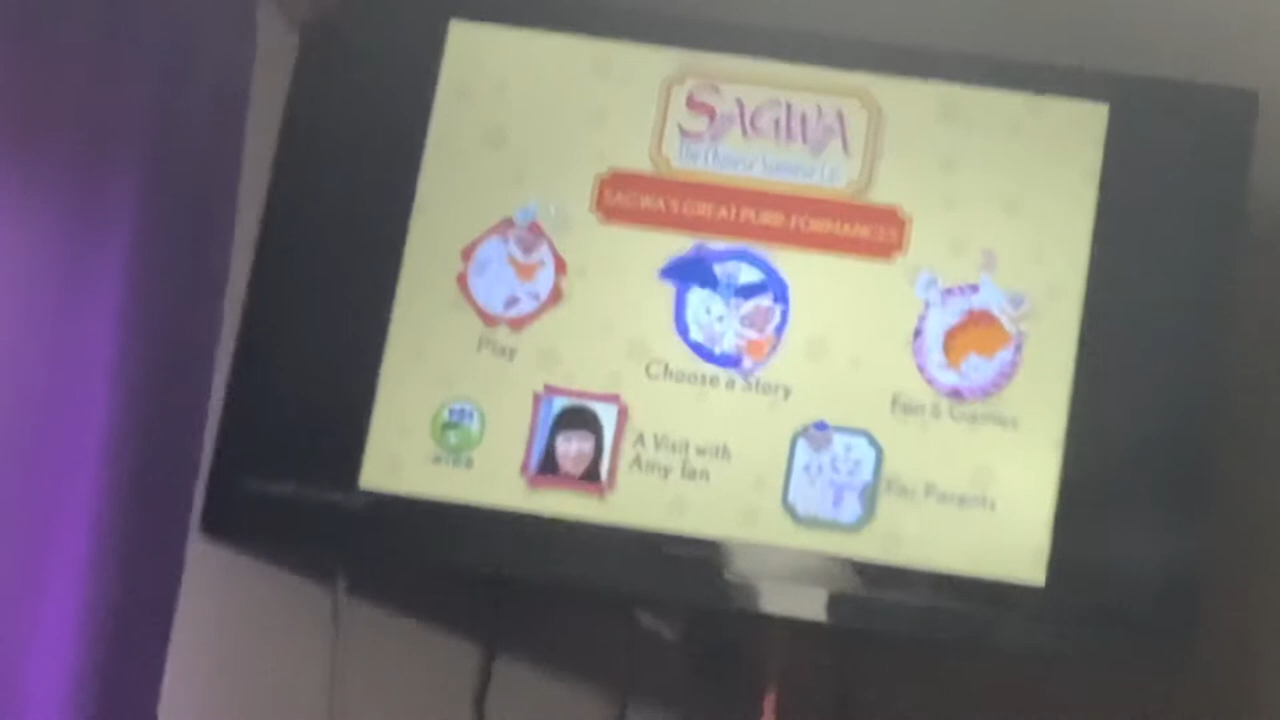 SAGWA
The Chinese Siamese Cat
SAGWA'S GREAT PURR-FORMANCES
Play
Choose a Story
Fun & Games
PBS
KIDS
A Visit with
Amy Tan
For Parents